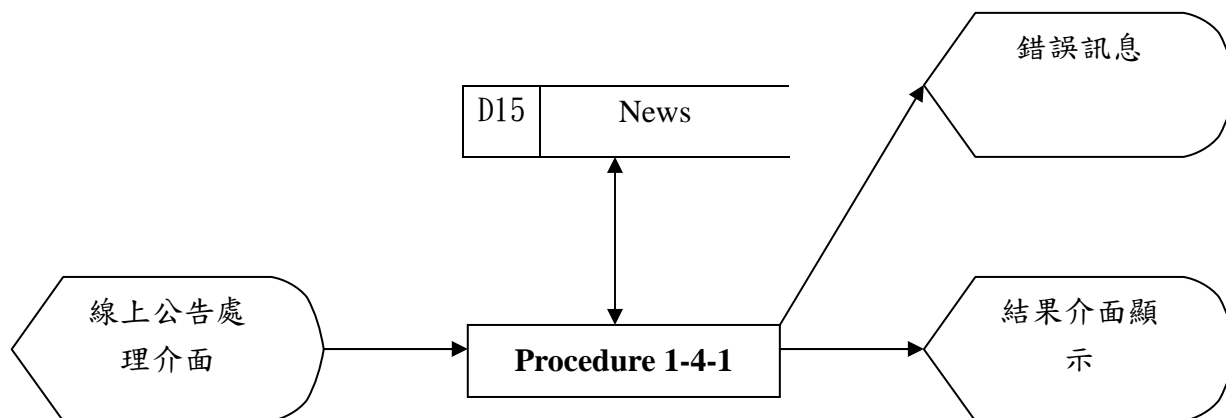 錯誤訊息
D15
News
線上公告處
理介面
Procedure 1-4-1
結果介面顯
示